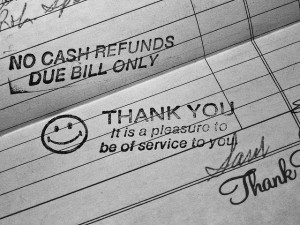 NO CASH REFUNDS
DUE BILL ONLY
THANK YOU
It is a pleasure to
be of service to you.
Thank